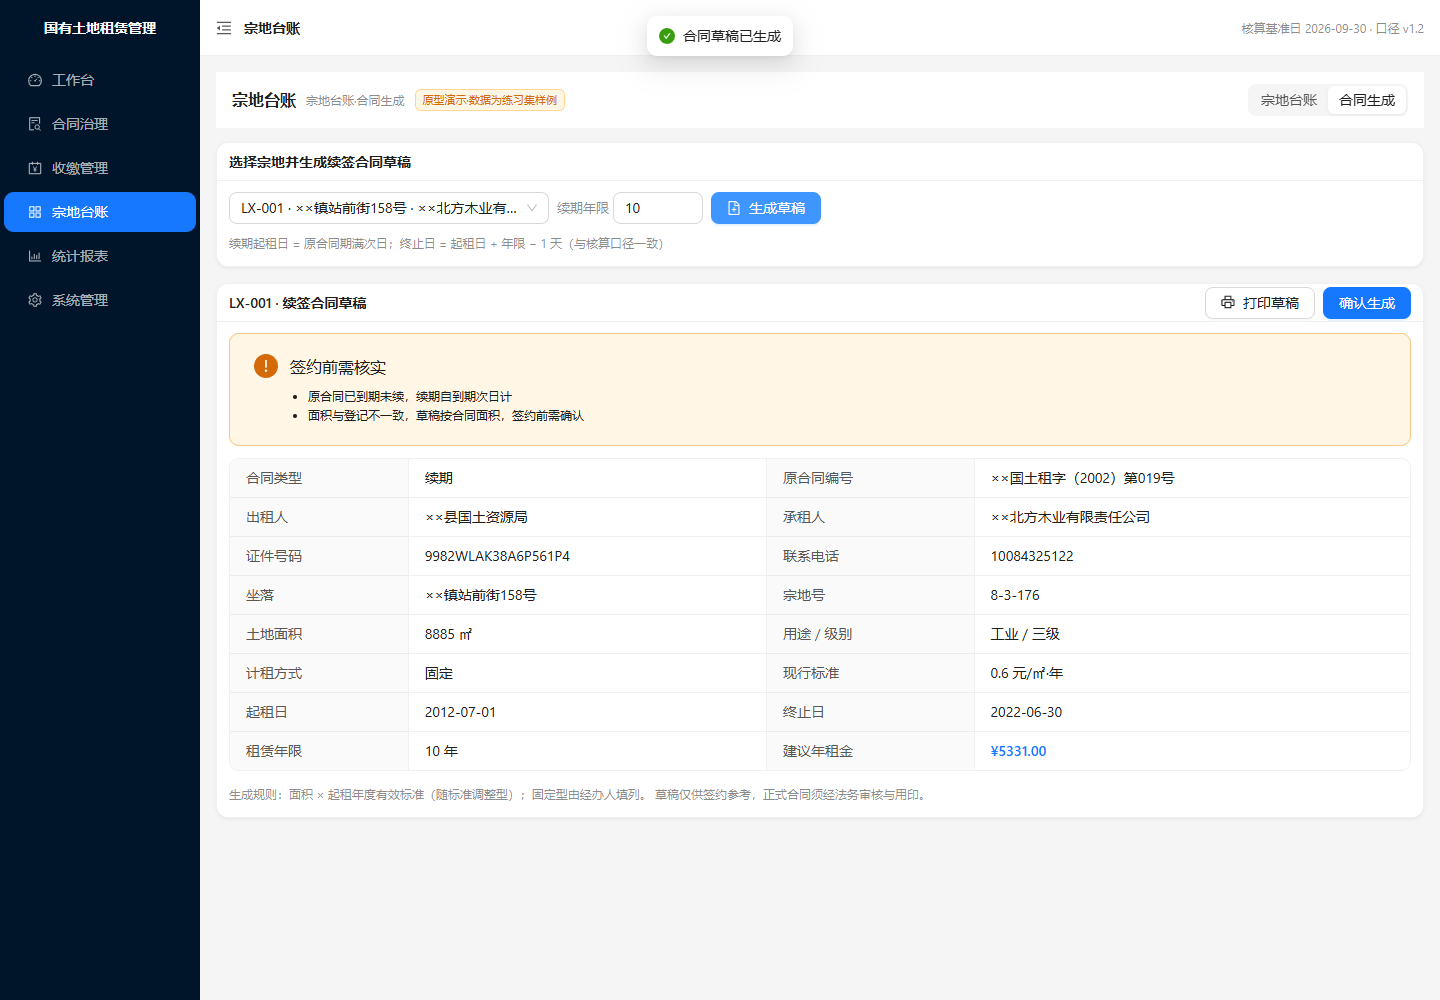 国有土地租赁管理
工作台
合同治理
收缴管理
宗地台账
统计报表
系统管理
宗地台账
合同草稿已生成
核算基准日 2026-09-30 · 口径 v1.2
宗地台账 宗地台账·合同生成 原型演示·数据为练习集样例
宗地台账 合同生成
选择宗地并生成续签合同草稿
LX-001 · ××镇站前街158号 · ××北方木业有... 续期年限 10 生成草稿
续期起租日 = 原合同期满次日；终止日 = 起租日 + 年限 − 1 天（与核算口径一致）
LX-001 · 续签合同草稿
打印草稿 确认生成
签约前需核实
• 原合同已到期未续，续期自到期次日计
• 面积与登记不一致，草稿按合同面积，签约前需确认
合同类型 续期 原合同编号 ××国土租字（2002）第019号
出租人 ××县国土资源局 承租人 ××北方木业有限责任公司
证件号码 9982WLAK38A6P561P4 联系电话 10084325122
坐落 ××镇站前街158号 宗地号 8-3-176
土地面积 8885 ㎡ 用途 / 级别 工业 / 三级
计租方式 固定 现行标准 0.6 元/㎡·年
起租日 2012-07-01 终止日 2022-06-30
租赁年限 10 年 建议年租金 ¥5331.00
生成规则：面积 × 起租年度有效标准（随标准调整型）；固定型由经办人填列。 草稿仅供签约参考，正式合同须经法务审核与用印。